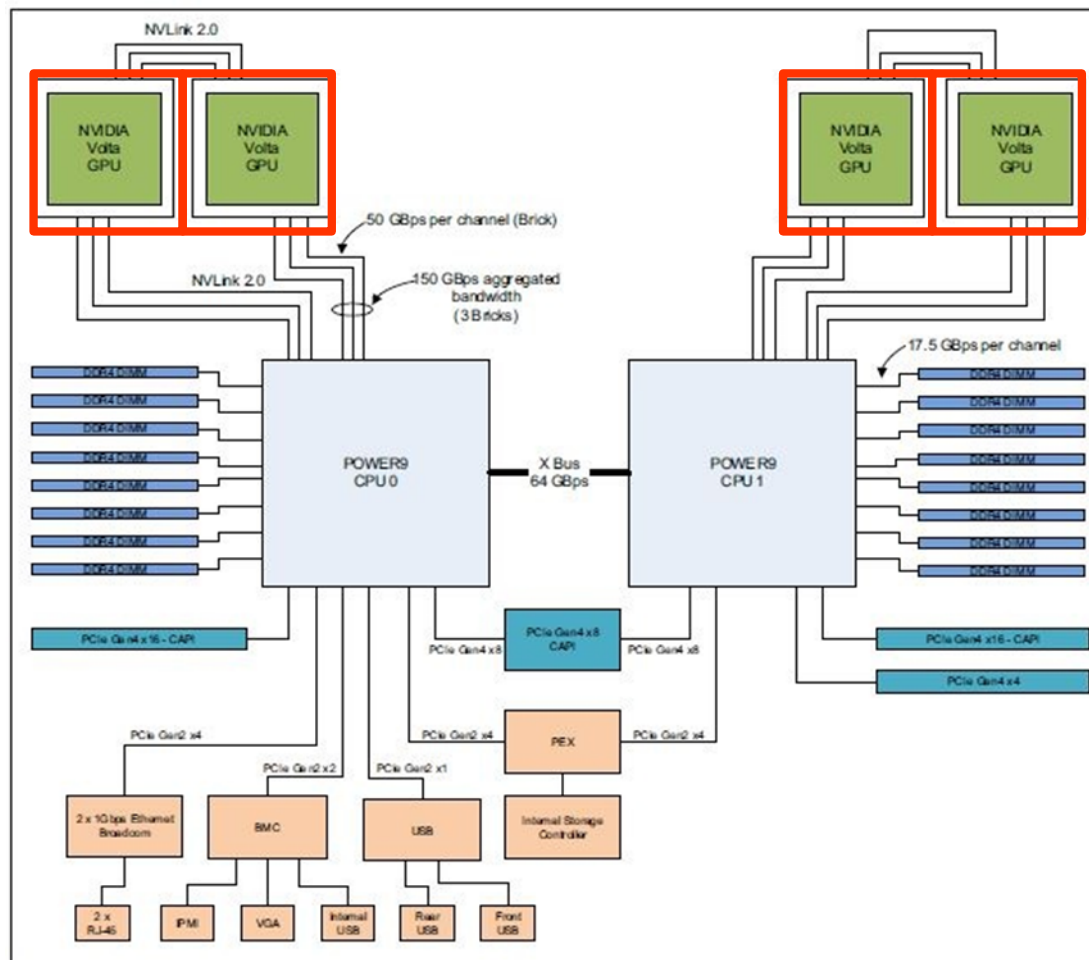 NVLink 2.0
NVIDIA
Volta
GPU
NVIDIA
Volta
GPU
NVIDIA
Volta
GPU
NVIDIA
Volta
GPU
50 GBps per channel (Brick)
NVLink 2.0
150 GBps aggregated
bandwidth
(3 Bricks)
17.5 GBps per channel
DDR4 DIMM
DDR4 DIMM
DDR4 DIMM
DDR4 DIMM
DDR4 DIMM
DDR4 DIMM
DDR4 DIMM
DDR4 DIMM
POWER9
CPU 0
X Bus
64 GBps
POWER9
CPU 1
DDR4 DIMM
DDR4 DIMM
DDR4 DIMM
DDR4 DIMM
DDR4 DIMM
DDR4 DIMM
DDR4 DIMM
DDR4 DIMM
PCIe Gen4 x16 - CAPI
PCIe Gen4 x8
PCIe Gen4 x8
CAPI
PCIe Gen4 x8
PCIe Gen4 x16 - CAPI
PCIe Gen4 x4
PCIe Gen2 x4
PCIe Gen2 x4
PEX
PCIe Gen2 x4
PCIe Gen2 x2
PCIe Gen2 x1
2 x 1Gbps Ethernet
Broadcom
BMC
USB
Internal Storage
Controller
2 x
RJ-45
IPMI
VGA
Internal
USB
Rear
USB
Front
USB